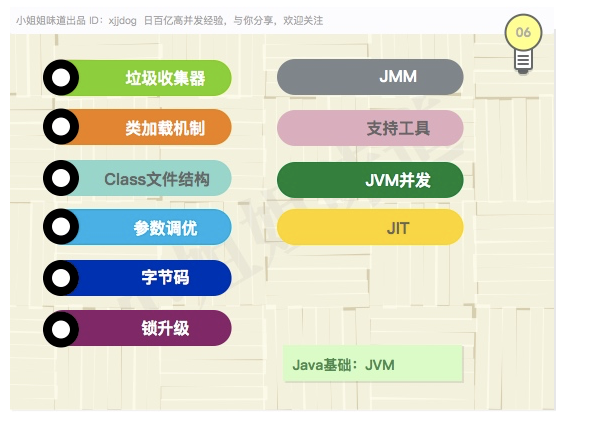 小姐姐味道出品 ID：xjjdog 日百亿高并发经验，与你分享，欢迎关注
06
垃圾收集器
类加载机制
Class文件结构
参数调优
字节码
锁升级
JMM
支持工具
JVM并发
JIT
Java基础：JVM